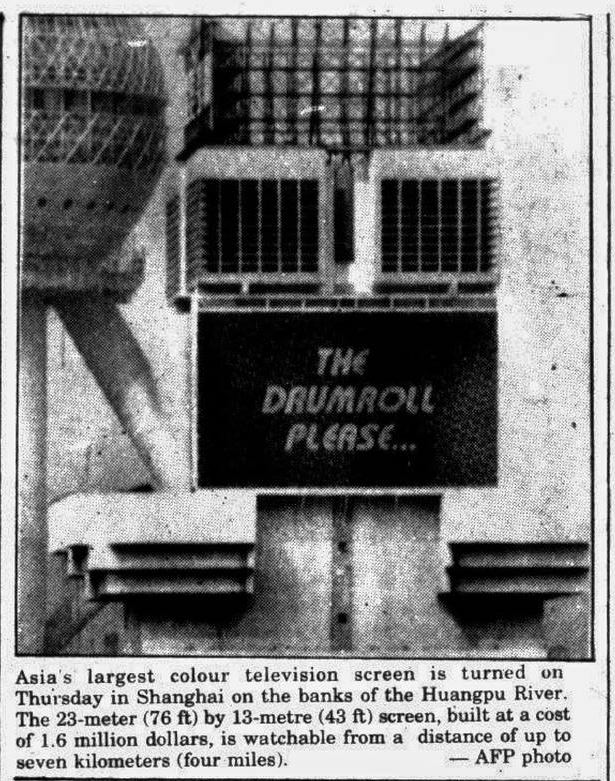 THE
DRUMROLL
PLEASE...
Asia's largest colour television screen is turned on
Thursday in Shanghai on the banks of the Huangpu River.
The 23-meter (76 ft) by 13-metre (43 ft) screen, built at a cost
of 1.6 million dollars, is watchable from a distance of up to
seven kilometers (four miles). — AFP photo